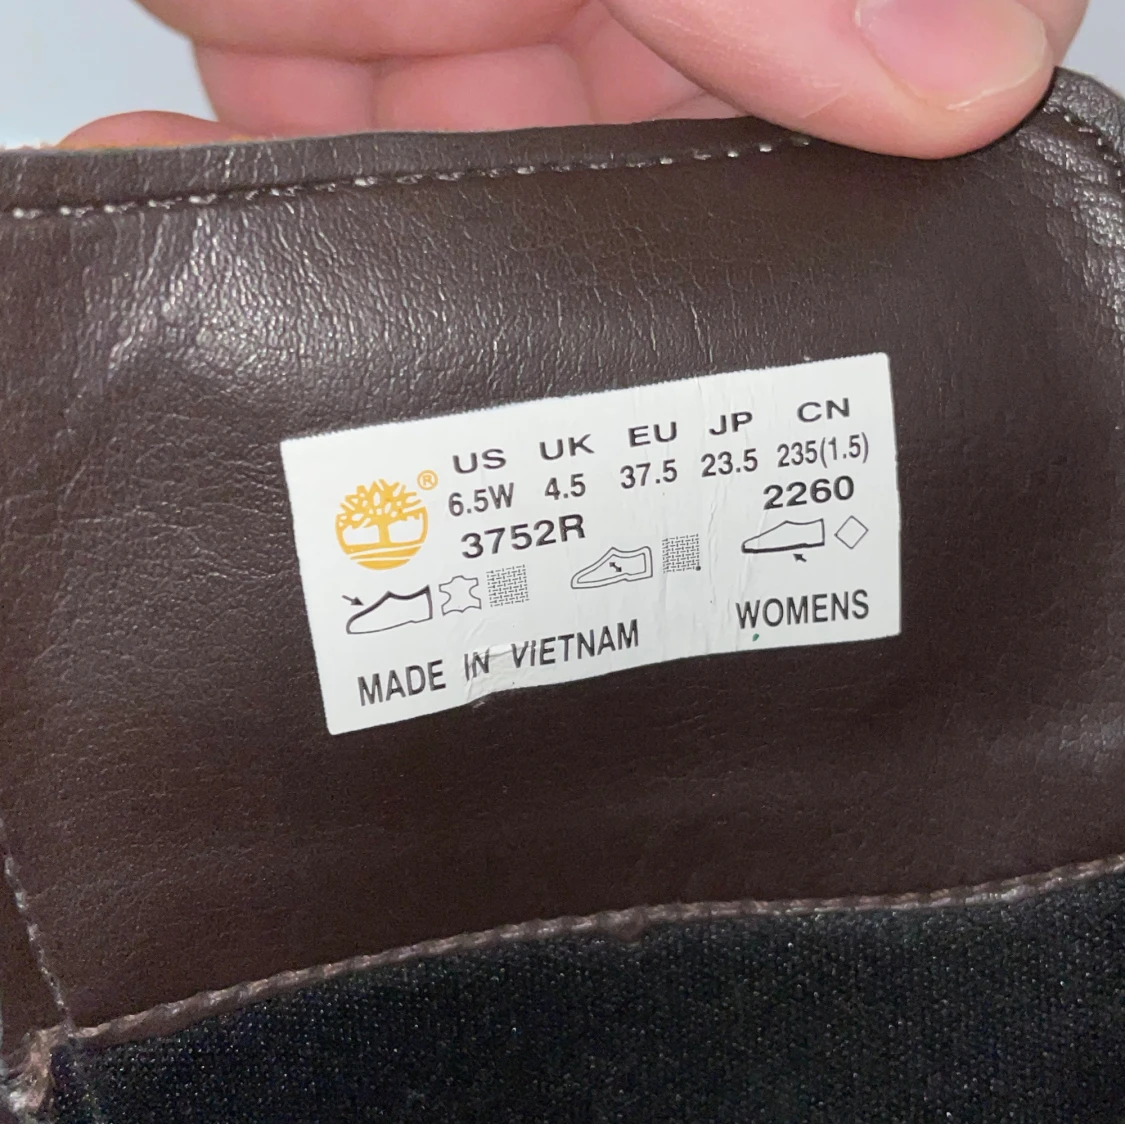 US UK EU JP CN
6.5W 4.5 37.5 23.5 235(1.5)
3752R 2260
MADE IN VIETNAM WOMENS
®